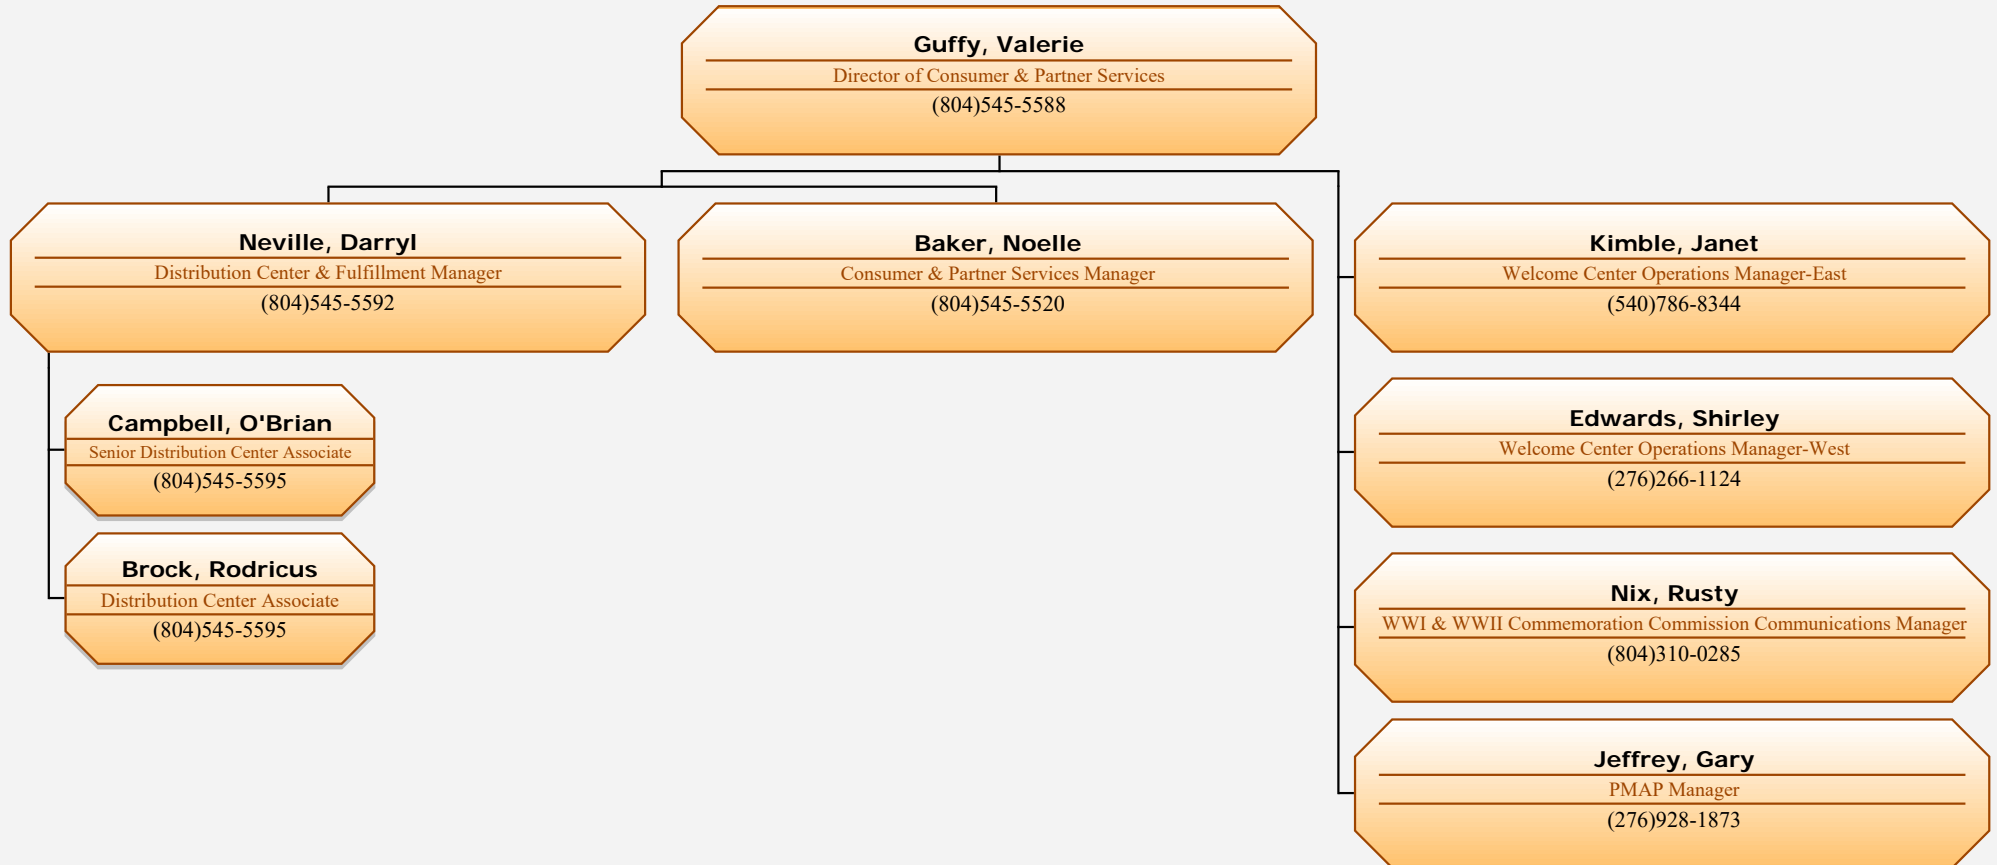 Guffy, Valerie
Director of Consumer & Partner Services
(804)545-5588
Neville, Darryl
Distribution Center & Fulfillment Manager
(804)545-5592
Baker, Noelle
Consumer & Partner Services Manager
(804)545-5520
Kimble, Janet
Welcome Center Operations Manager-East
(540)786-8344
Campbell, O'Brian
Senior Distribution Center Associate
(804)545-5595
Brock, Rodricus
Distribution Center Associate
(804)545-5595
Edwards, Shirley
Welcome Center Operations Manager-West
(276)266-1124
Nix, Rusty
WWI & WWII Commemoration Commission Communications Manager
(804)310-0285
Jeffrey, Gary
PMAP Manager
(276)928-1873